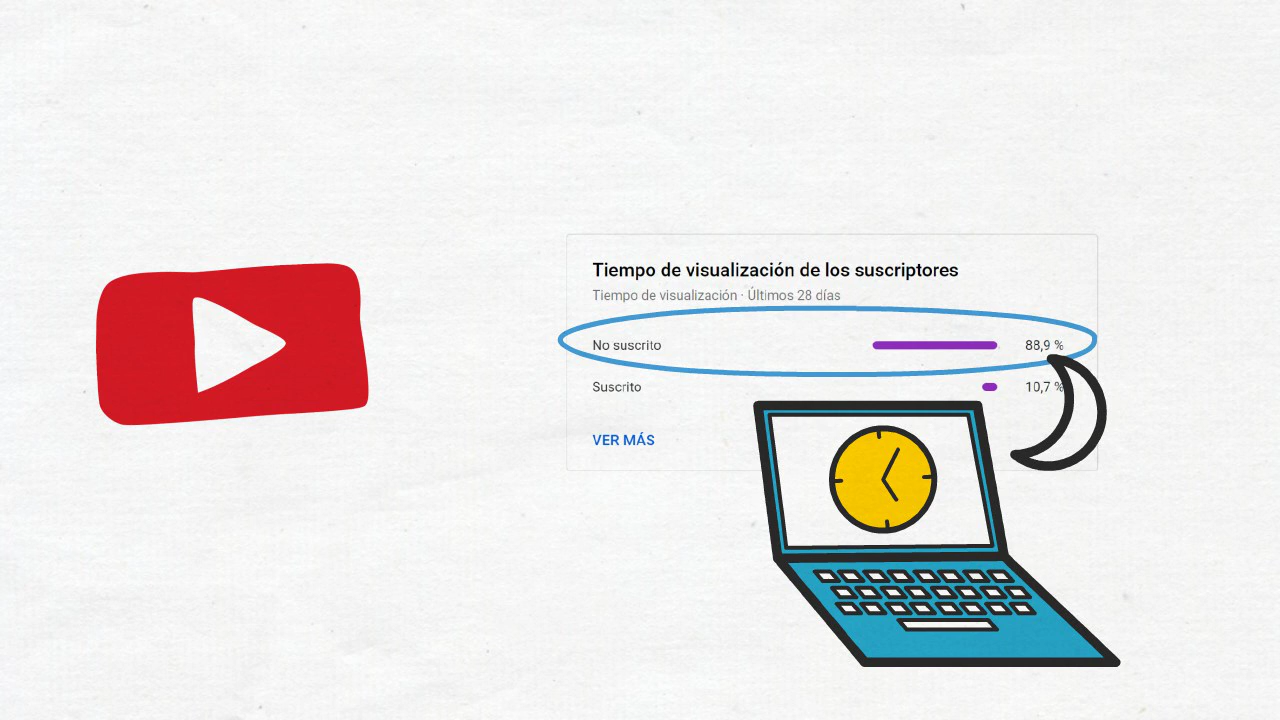 Tiempo de visualización de los suscriptores
Tiempo de visualización · Últimos 28 días
No suscrito 88,9 %
Suscrito 10,7 %
VER MÁS